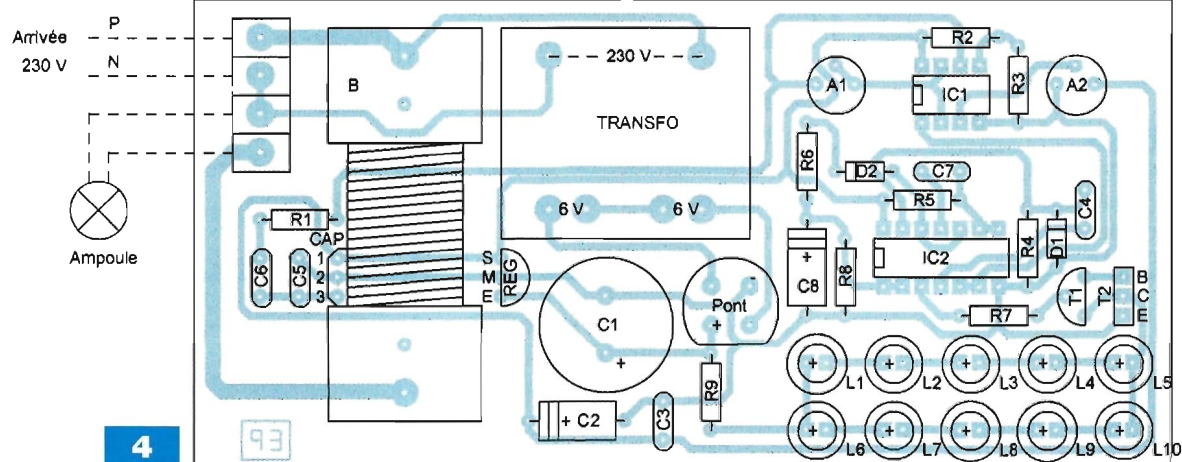 Arrivée
230 V
P
N
Ampoule
B
TRANSFO
230 V
6 V
6 V
R1
CAP
1
2
3
C6
C5
S
M
E
REG
C1
+
Pont
-
+
R9
+ C2
C3
A1
R2
IC1
R3
A2
R6
D2
C7
R5
C4
IC2
R4
D1
+
C8
R8
R7
T1
T2
B
C
E
+ L1
+ L2
+ L3
+ L4
+ L5
+ L6
+ L7
+ L8
+ L9
+ L10
4
93